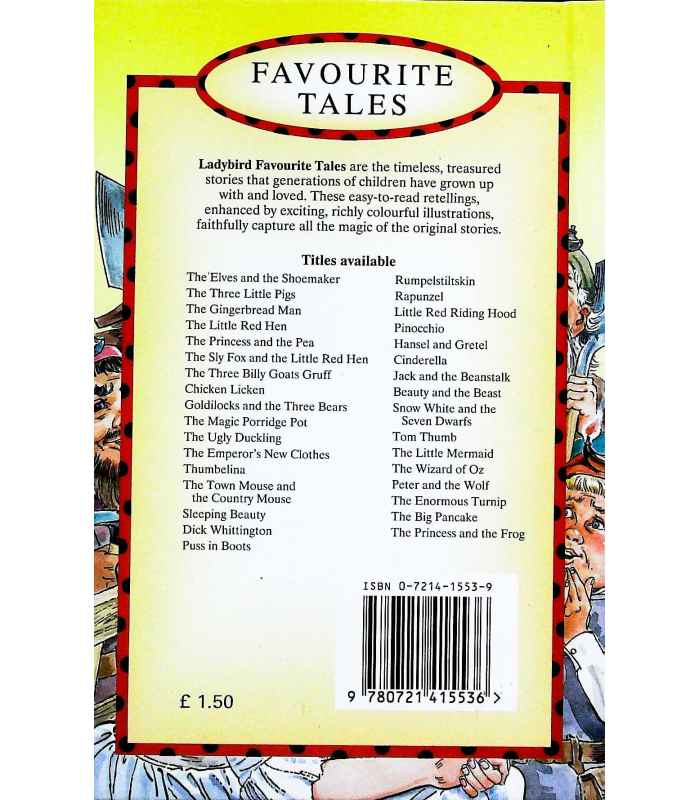 FAVOURITE
TALES
Ladybird Favourite Tales are the timeless, treasured
stories that generations of children have grown up
with and loved. These easy-to-read retellings,
enhanced by exciting, richly colourful illustrations,
faithfully capture all the magic of the original stories.
Titles available
The Elves and the Shoemaker
The Three Little Pigs
The Gingerbread Man
The Little Red Hen
The Princess and the Pea
The Sly Fox and the Little Red Hen
The Three Billy Goats Gruff
Chicken Licken
Goldilocks and the Three Bears
The Magic Porridge Pot
The Ugly Duckling
The Emperor's New Clothes
Thumbelina
The Town Mouse and
the Country Mouse
Sleeping Beauty
Dick Whittington
Puss in Boots
Rumpelstiltskin
Rapunzel
Little Red Riding Hood
Pinocchio
Hansel and Gretel
Cinderella
Jack and the Beanstalk
Beauty and the Beast
Snow White and the
Seven Dwarfs
Tom Thumb
The Little Mermaid
The Wizard of Oz
Peter and the Wolf
The Enormous Turnip
The Big Pancake
The Princess and the Frog
ISBN 0-7214-1553-9
9 780721 415536 >
£ 1.50